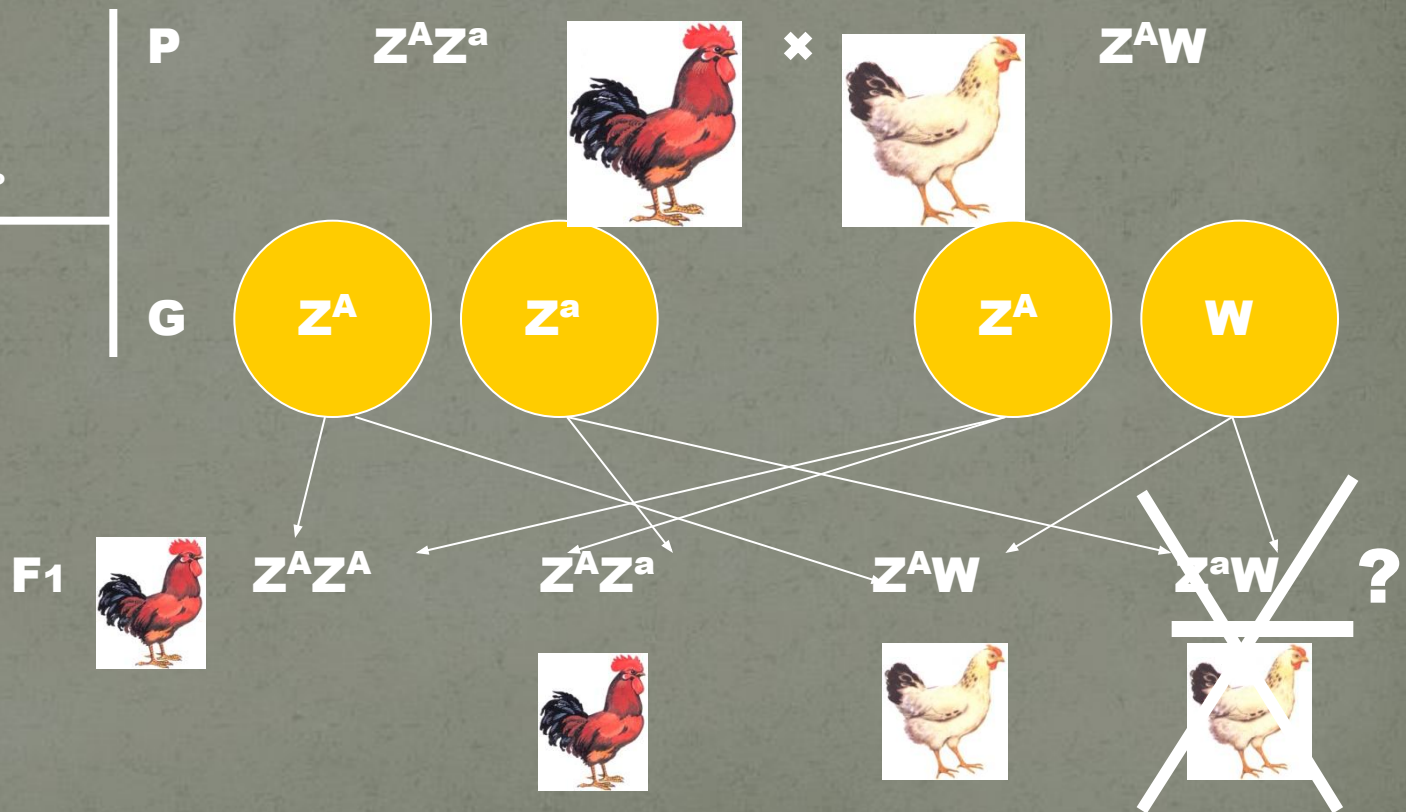 P ZᴬZᵃ × ZᴬW
G Zᴬ Zᵃ Zᴬ W
F1 ZᴬZᴬ ZᴬZᵃ ZᴬW ZᵃW ?